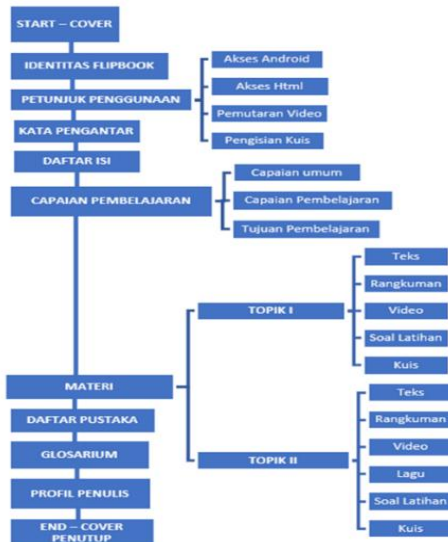 START – COVER
IDENTITAS FLIPBOOK
PETUNJUK PENGGUNAAN
Akses Android
Akses Html
Pemutaran Video
Pengisian Kuis
KATA PENGANTAR
DAFTAR ISI
CAPAIAN PEMBELAJARAN
Capaian umum
Capaian Pembelajaran
Tujuan Pembelajaran
MATERI
TOPIK I
Teks
Rangkuman
Video
Soal Latihan
Kuis
TOPIK II
Teks
Rangkuman
Video
Lagu
Soal Latihan
Kuis
DAFTAR PUSTAKA
GLOSARIUM
PROFIL PENULIS
END – COVER
PENUTUP